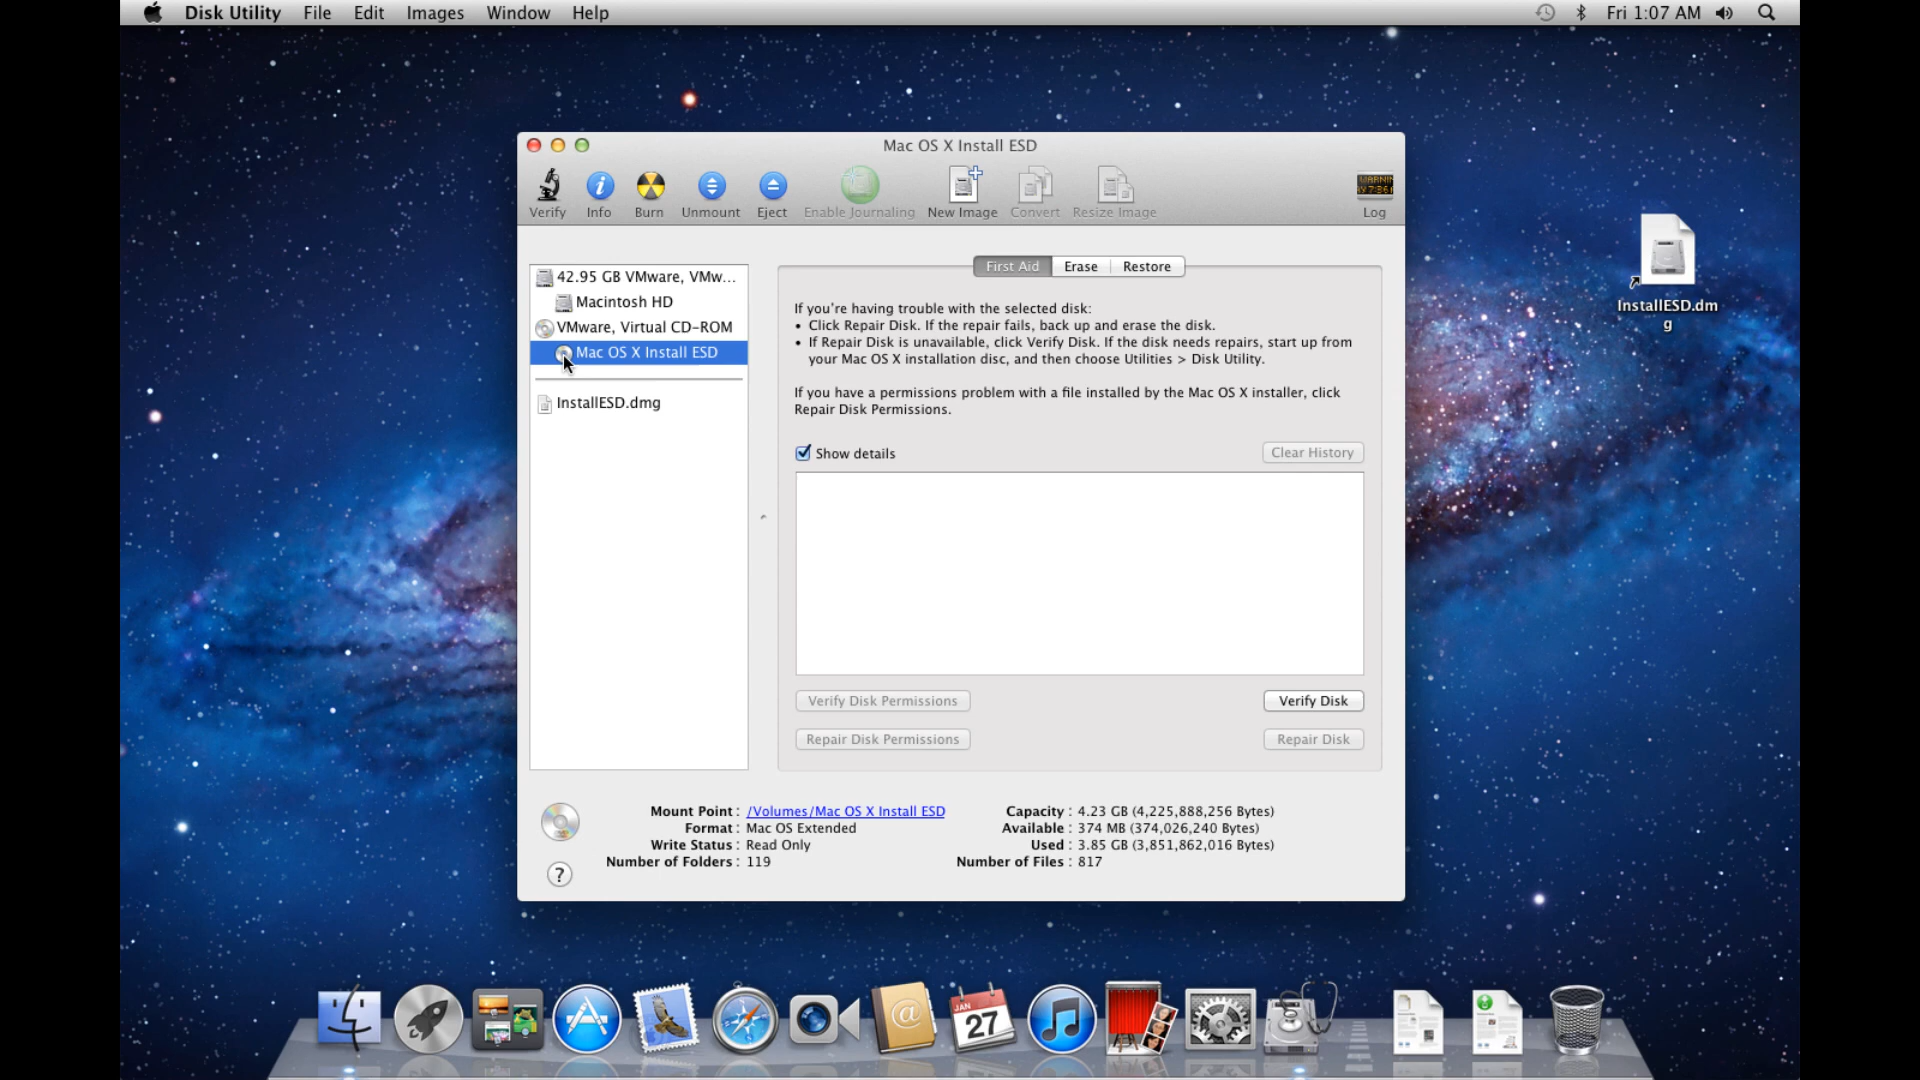 Disk Utility File Edit Images Window Help
Fri 1:07 AM
Mac OS X Install ESD
Verify Info Burn Unmount Eject Enable Journaling New Image Convert Resize Image Log
42.95 GB VMware, VMw...
Macintosh HD
VMware, Virtual CD-ROM
Mac OS X Install ESD
InstallESD.dmg
First Aid Erase Restore
If you're having trouble with the selected disk:
• Click Repair Disk. If the repair fails, back up and erase the disk.
• If Repair Disk is unavailable, click Verify Disk. If the disk needs repairs, start up from
your Mac OS X installation disc, and then choose Utilities > Disk Utility.
If you have a permissions problem with a file installed by the Mac OS X installer, click
Repair Disk Permissions.
Show details
Clear History
Verify Disk Permissions
Verify Disk
Repair Disk Permissions
Repair Disk
Mount Point : /Volumes/Mac OS X Install ESD
Format : Mac OS Extended
Write Status : Read Only
Number of Folders : 119
Capacity : 4.23 GB (4,225,888,256 Bytes)
Available : 374 MB (374,026,240 Bytes)
Used : 3.85 GB (3,851,862,016 Bytes)
Number of Files : 817
?
InstallESD.dm
g
JAN
27